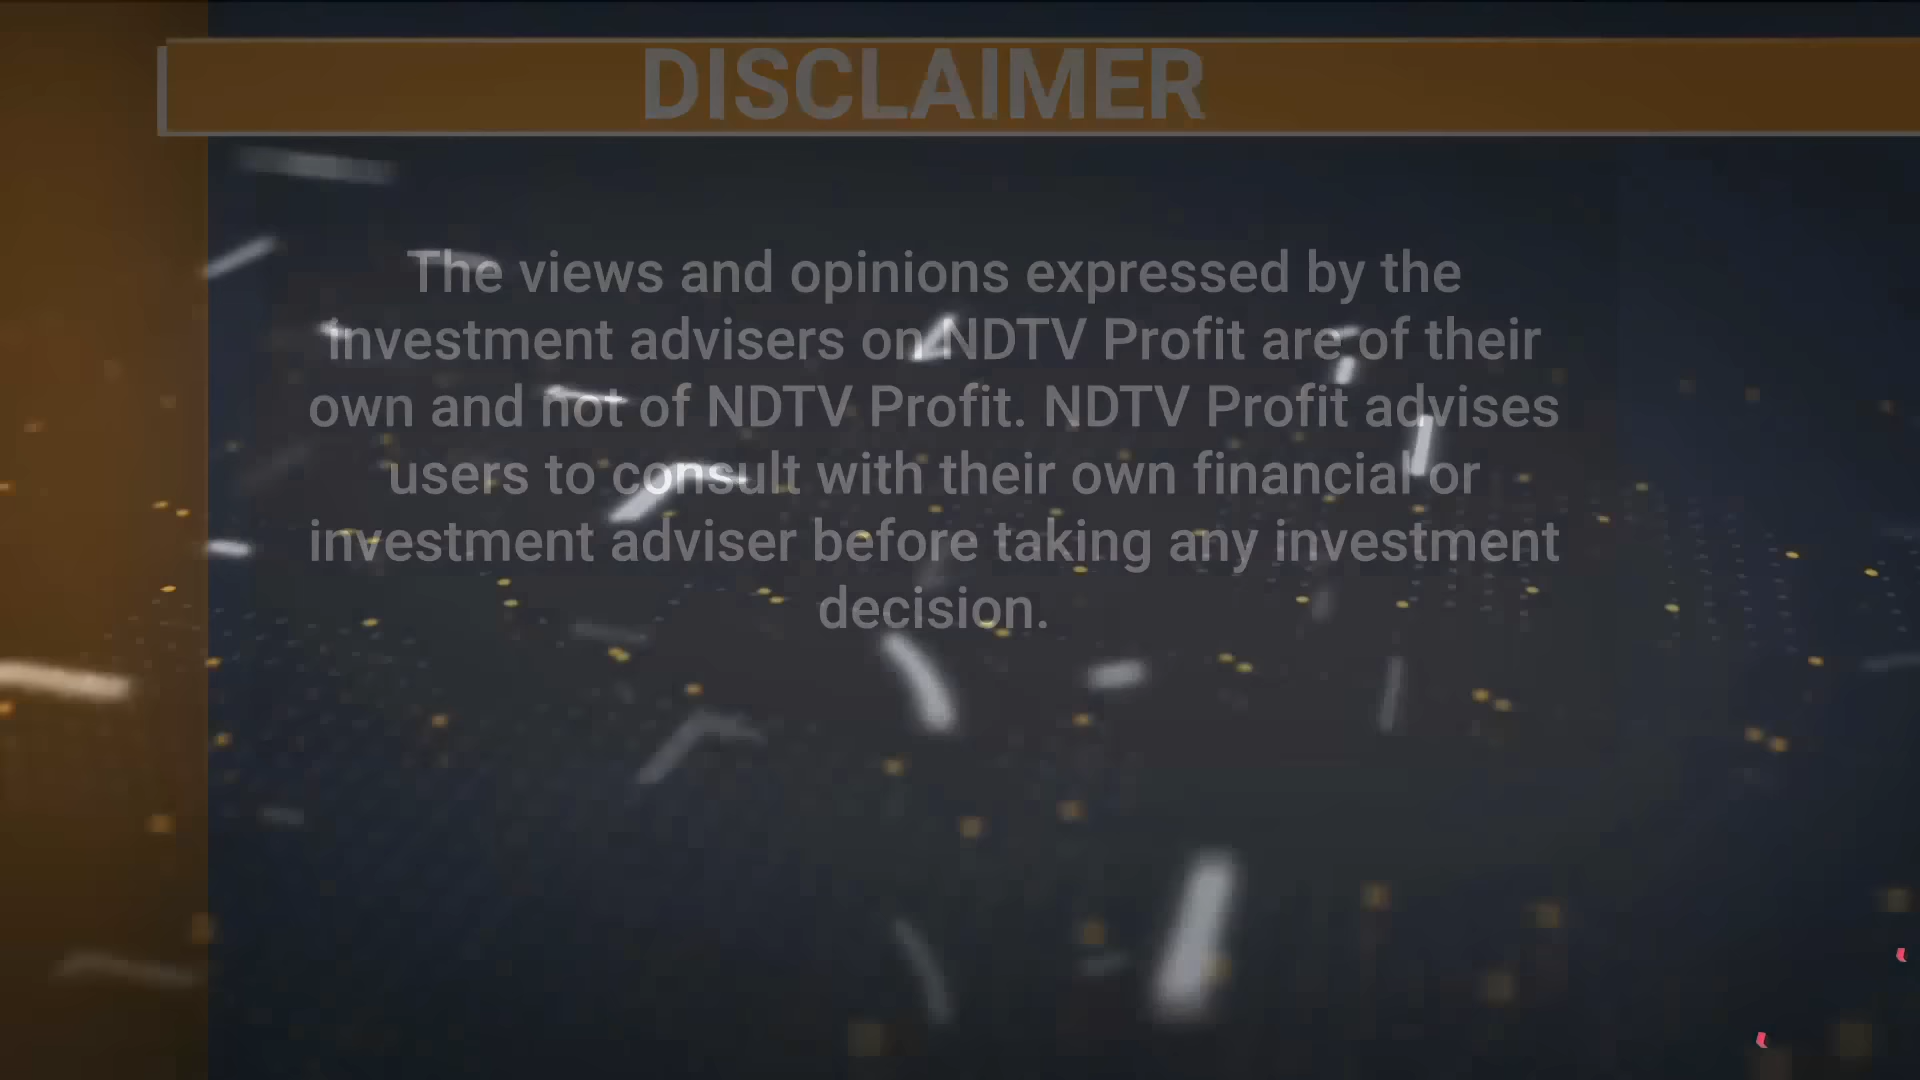 DISCLAIMER
The views and opinions expressed by the
investment advisers on NDTV Profit are of their
own and not of NDTV Profit. NDTV Profit advises
users to consult with their own financial or
investment adviser before taking any investment
decision.